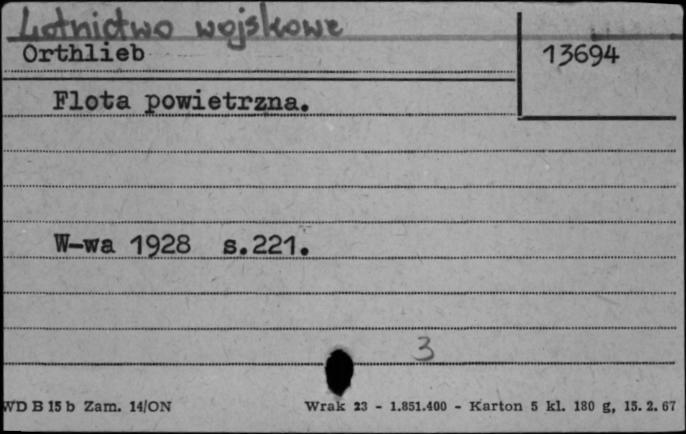 Lotnictwo wojskowe
Orthlieb
13694
Flota powietrzna.
W-wa 1928 s.221.
3
WD B 15 b Zam. 14/ON Wrak 23 - 1.851.400 - Karton 5 kl. 180 g, 15. 2. 67